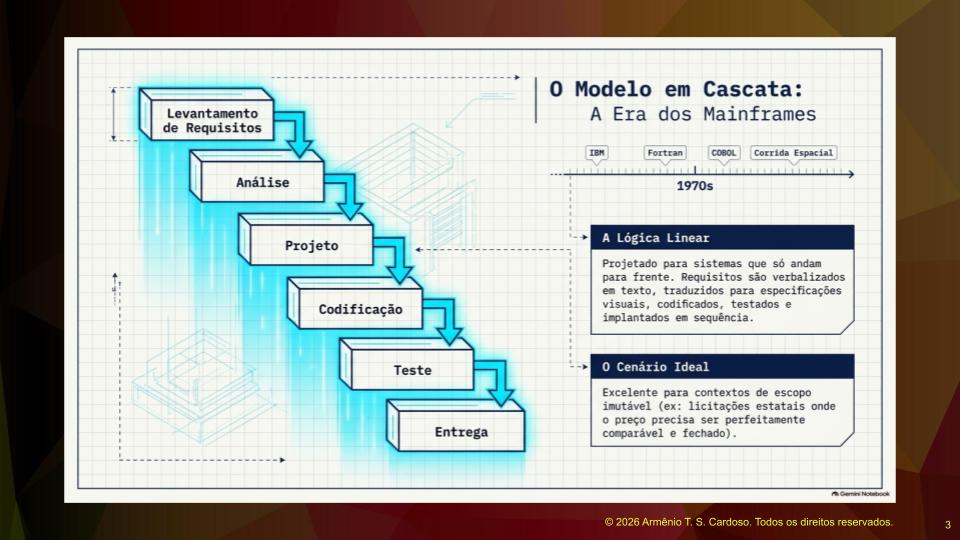 O Modelo em Cascata:
A Era dos Mainframes
Levantamento
de Requisitos
Análise
Projeto
Codificação
Teste
Entrega
IBM
Fortran
COBOL
Corrida Espacial
1970s
A Lógica Linear
Projetado para sistemas que só andam
para frente. Requisitos são verbalizados
em texto, traduzidos para especificações
visuais, codificados, testados e
implantados em sequência.
O Cenário Ideal
Excelente para contextos de escopo
imutável (ex: licitações estatais onde
o preço precisa ser perfeitamente
comparável e fechado).
Gemini Notebook
© 2026 Armênio T. S. Cardoso. Todos os direitos reservados.
3